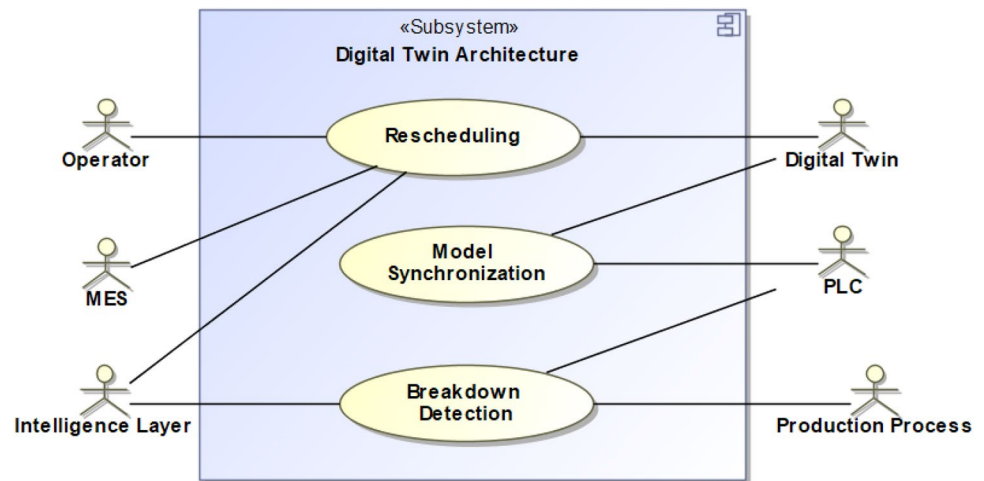 «Subsystem»
Digital Twin Architecture
Rescheduling
Operator
Digital Twin
Model
Synchronization
MES
PLC
Breakdown
Detection
Intelligence Layer
Production Process